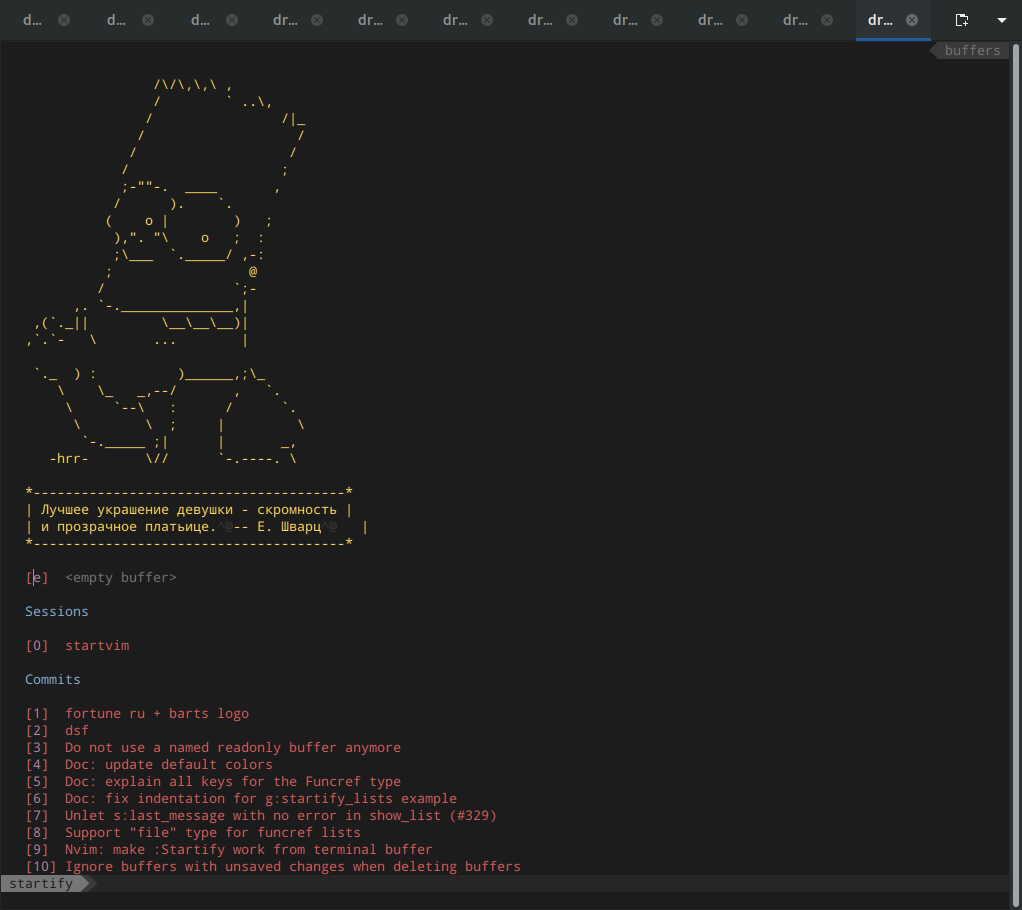 d... d... d... dr... dr... dr... dr... dr... dr... dr... dr...
buffers
         /\/\,\,\ ,
        /        ` ..\,
       /                /|_
      /                   /
     /                   /
    /                   ;
    ;-""-.  ____       ,
   /      ).    `.
  (    o |        )   ;
   ),". "\    o   ;  :
   ;\___  `._____/ ,-:
  ;                 @
 /                `;-
,. `-.______________,|
,(`._||         \__\__\__)|
,`.`-   \       ...        |
`._  ) :          )______,;\_
\    \_   _,--/       ,   `.
\     `--\   :      /      `.
\        \  ;     |         \
`-._____ ;|      |       _,
-hrr-       \//      `-.----. \
*---------------------------------------*
| Лучшее украшение девушки - скромность |
| и прозрачное платьице.^@-- Е. Шварц^@   |
*---------------------------------------*
[e]  <empty buffer>
Sessions
[0]  startvim
Commits
[1]  fortune ru + barts logo
[2]  dsf
[3]  Do not use a named readonly buffer anymore
[4]  Doc: update default colors
[5]  Doc: explain all keys for the Funcref type
[6]  Doc: fix indentation for g:startify_lists example
[7]  Unlet s:last_message with no error in show_list (#329)
[8]  Support "file" type for funcref lists
[9]  Nvim: make :Startify work from terminal buffer
[10] Ignore buffers with unsaved changes when deleting buffers
startify